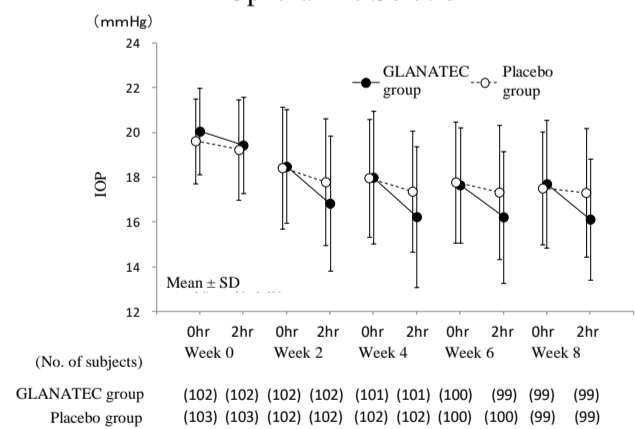 (mmHg)
24
22
20
18
16
14
12
IOP
GLANATEC group
Placebo group
Mean ± SD
0hr 2hr 0hr 2hr 0hr 2hr 0hr 2hr 0hr 2hr
Week 0 Week 2 Week 4 Week 6 Week 8
(No. of subjects)
GLANATEC group (102) (102) (102) (102) (101) (101) (100) (99) (99) (99)
Placebo group (103) (103) (102) (102) (102) (102) (100) (100) (99) (99)